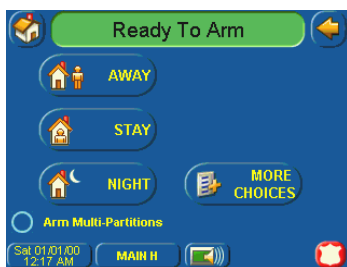 Ready To Arm
AWAY
STAY
NIGHT
MORE
CHOICES
Arm Multi-Partitions
Sat 01/01/00
12:17 AM
MAIN H